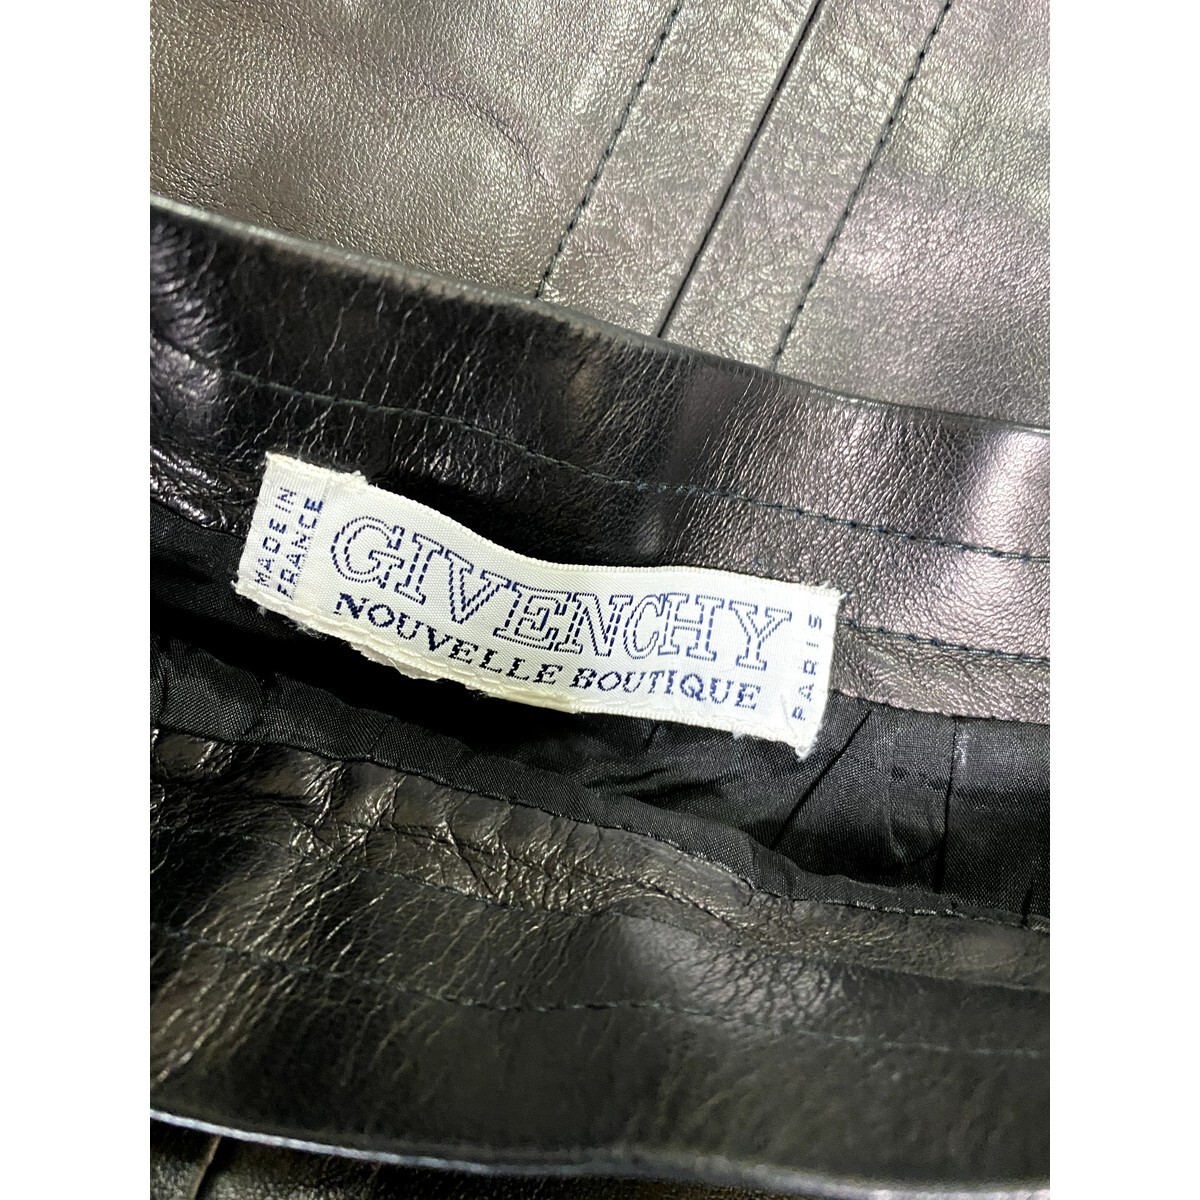 MADE IN
FRANCE
GIVENCHY
NOUVELLE BOUTIQUE
PARIS